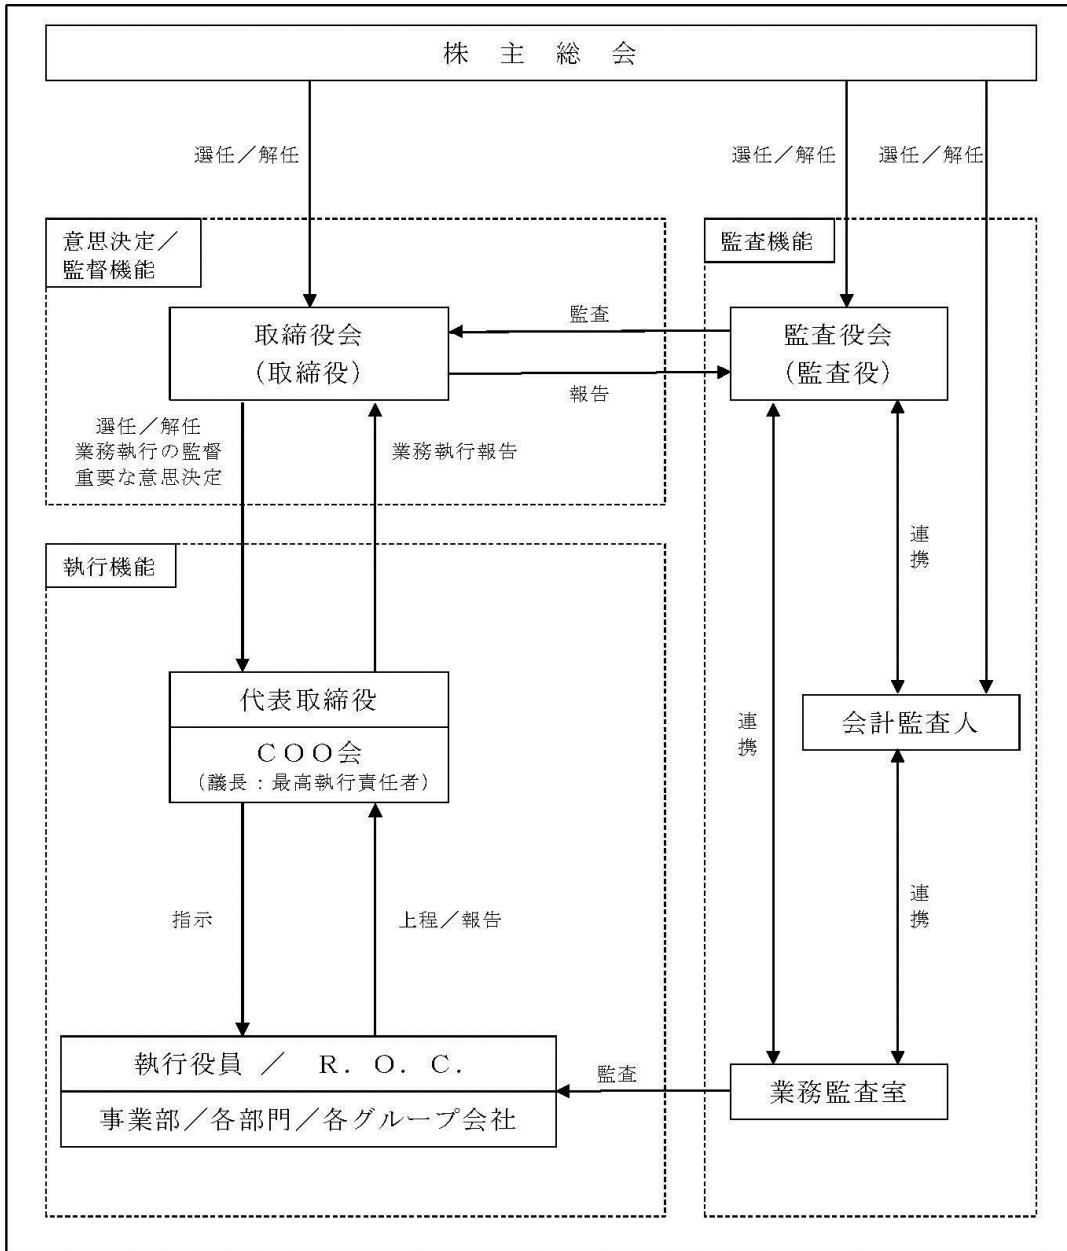 株 主 総 会
選任／解任
選任／解任
選任／解任
意思決定／
監督機能
監査機能
取締役会
（取締役）
監査
報告
監査役会
（監査役）
選任／解任
業務執行の監督
重要な意思決定
業務執行報告
連
携
執行機能
代表取締役
ＣＯＯ会
（議長：最高執行責任者）
連
携
会計監査人
指示
上程／報告
連
携
執行役員 ／ Ｒ．Ｏ．Ｃ．
事業部／各部門／各グループ会社
監査
業務監査室